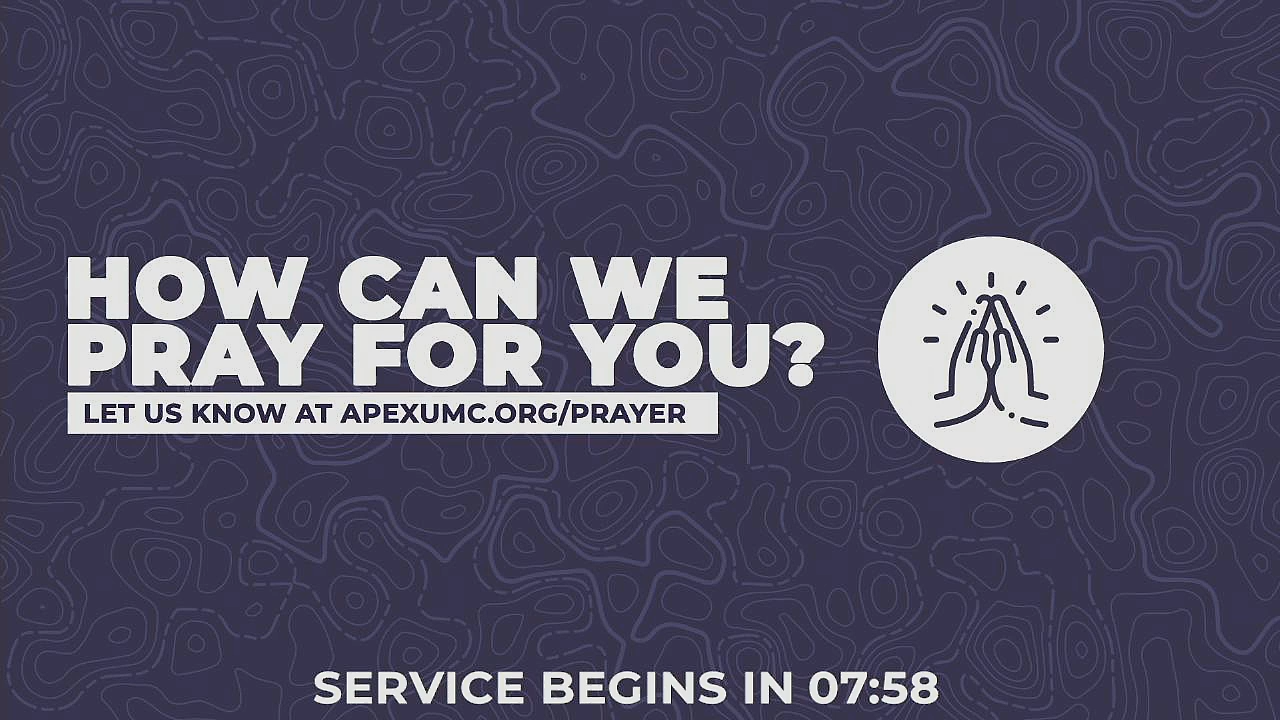 HOW CAN WE
PRAY FOR YOU?
LET US KNOW AT APEXUMC.ORG/PRAYER
SERVICE BEGINS IN 07:58